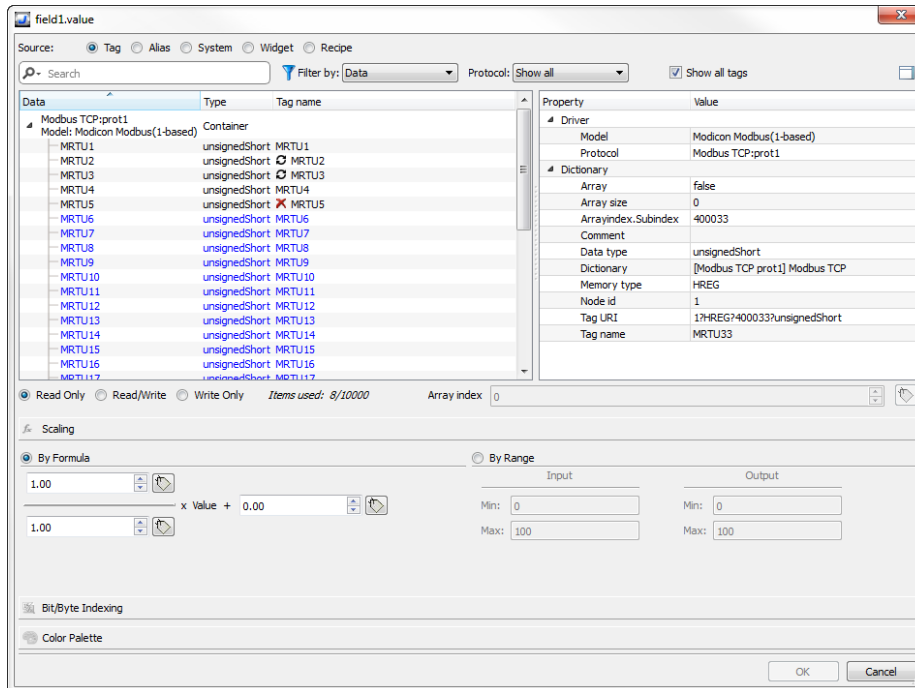 field1.value
Source: Tag Alias System Widget Recipe
Search Filter by: Data Protocol: Show all Show all tags
Data Type Tag name
Modbus TCP:prot1
Model: Modicon Modbus(1-based) Container
MRTU1 unsignedShort MRTU1
MRTU2 unsignedShort MRTU2
MRTU3 unsignedShort MRTU3
MRTU4 unsignedShort MRTU4
MRTU5 unsignedShort MRTU5
MRTU6 unsignedShort MRTU6
MRTU7 unsignedShort MRTU7
MRTU8 unsignedShort MRTU8
MRTU9 unsignedShort MRTU9
MRTU10 unsignedShort MRTU10
MRTU11 unsignedShort MRTU11
MRTU12 unsignedShort MRTU12
MRTU13 unsignedShort MRTU13
MRTU14 unsignedShort MRTU14
MRTU15 unsignedShort MRTU15
MRTU16 unsignedShort MRTU16
MRTU17 unsignedShort MRTU17
Property Value
Driver
Model Modicon Modbus(1-based)
Protocol Modbus TCP:prot1
Dictionary
Array false
Array size 0
Arrayindex.Subindex 400033
Comment
Data type unsignedShort
Dictionary [Modbus TCP prot1] Modbus TCP
Memory type HREG
Node id 1
Tag URI 1?HREG?400033?unsignedShort
Tag name MRTU33
Read Only Read/Write Write Only Items used: 8/10000 Array index 0
Scaling
By Formula
1.00
x Value + 0.00
1.00
By Range
Input Output
Min: 0 Min: 0
Max: 100 Max: 100
Bit/Byte Indexing
Color Palette
OK Cancel